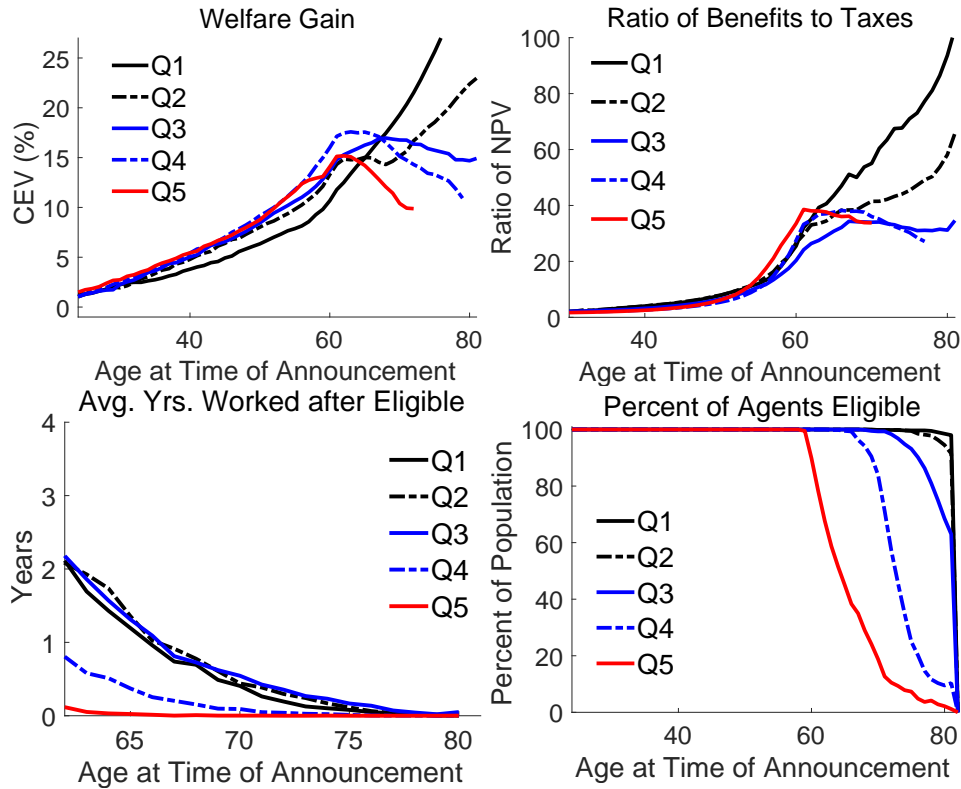 Welfare Gain
CEV (%)
25
20
15
10
5
0
Q1
Q2
Q3
Q4
Q5
40
60
80
Age at Time of Announcement
Ratio of Benefits to Taxes
Ratio of NPV
100
80
60
40
20
0
Q1
Q2
Q3
Q4
Q5
40
60
80
Age at Time of Announcement
Avg. Yrs. Worked after Eligible
Years
4
3
2
1
0
Q1
Q2
Q3
Q4
Q5
65
70
75
80
Age at Time of Announcement
Percent of Agents Eligible
Percent of Population
100
80
60
40
20
0
Q1
Q2
Q3
Q4
Q5
40
60
80
Age at Time of Announcement